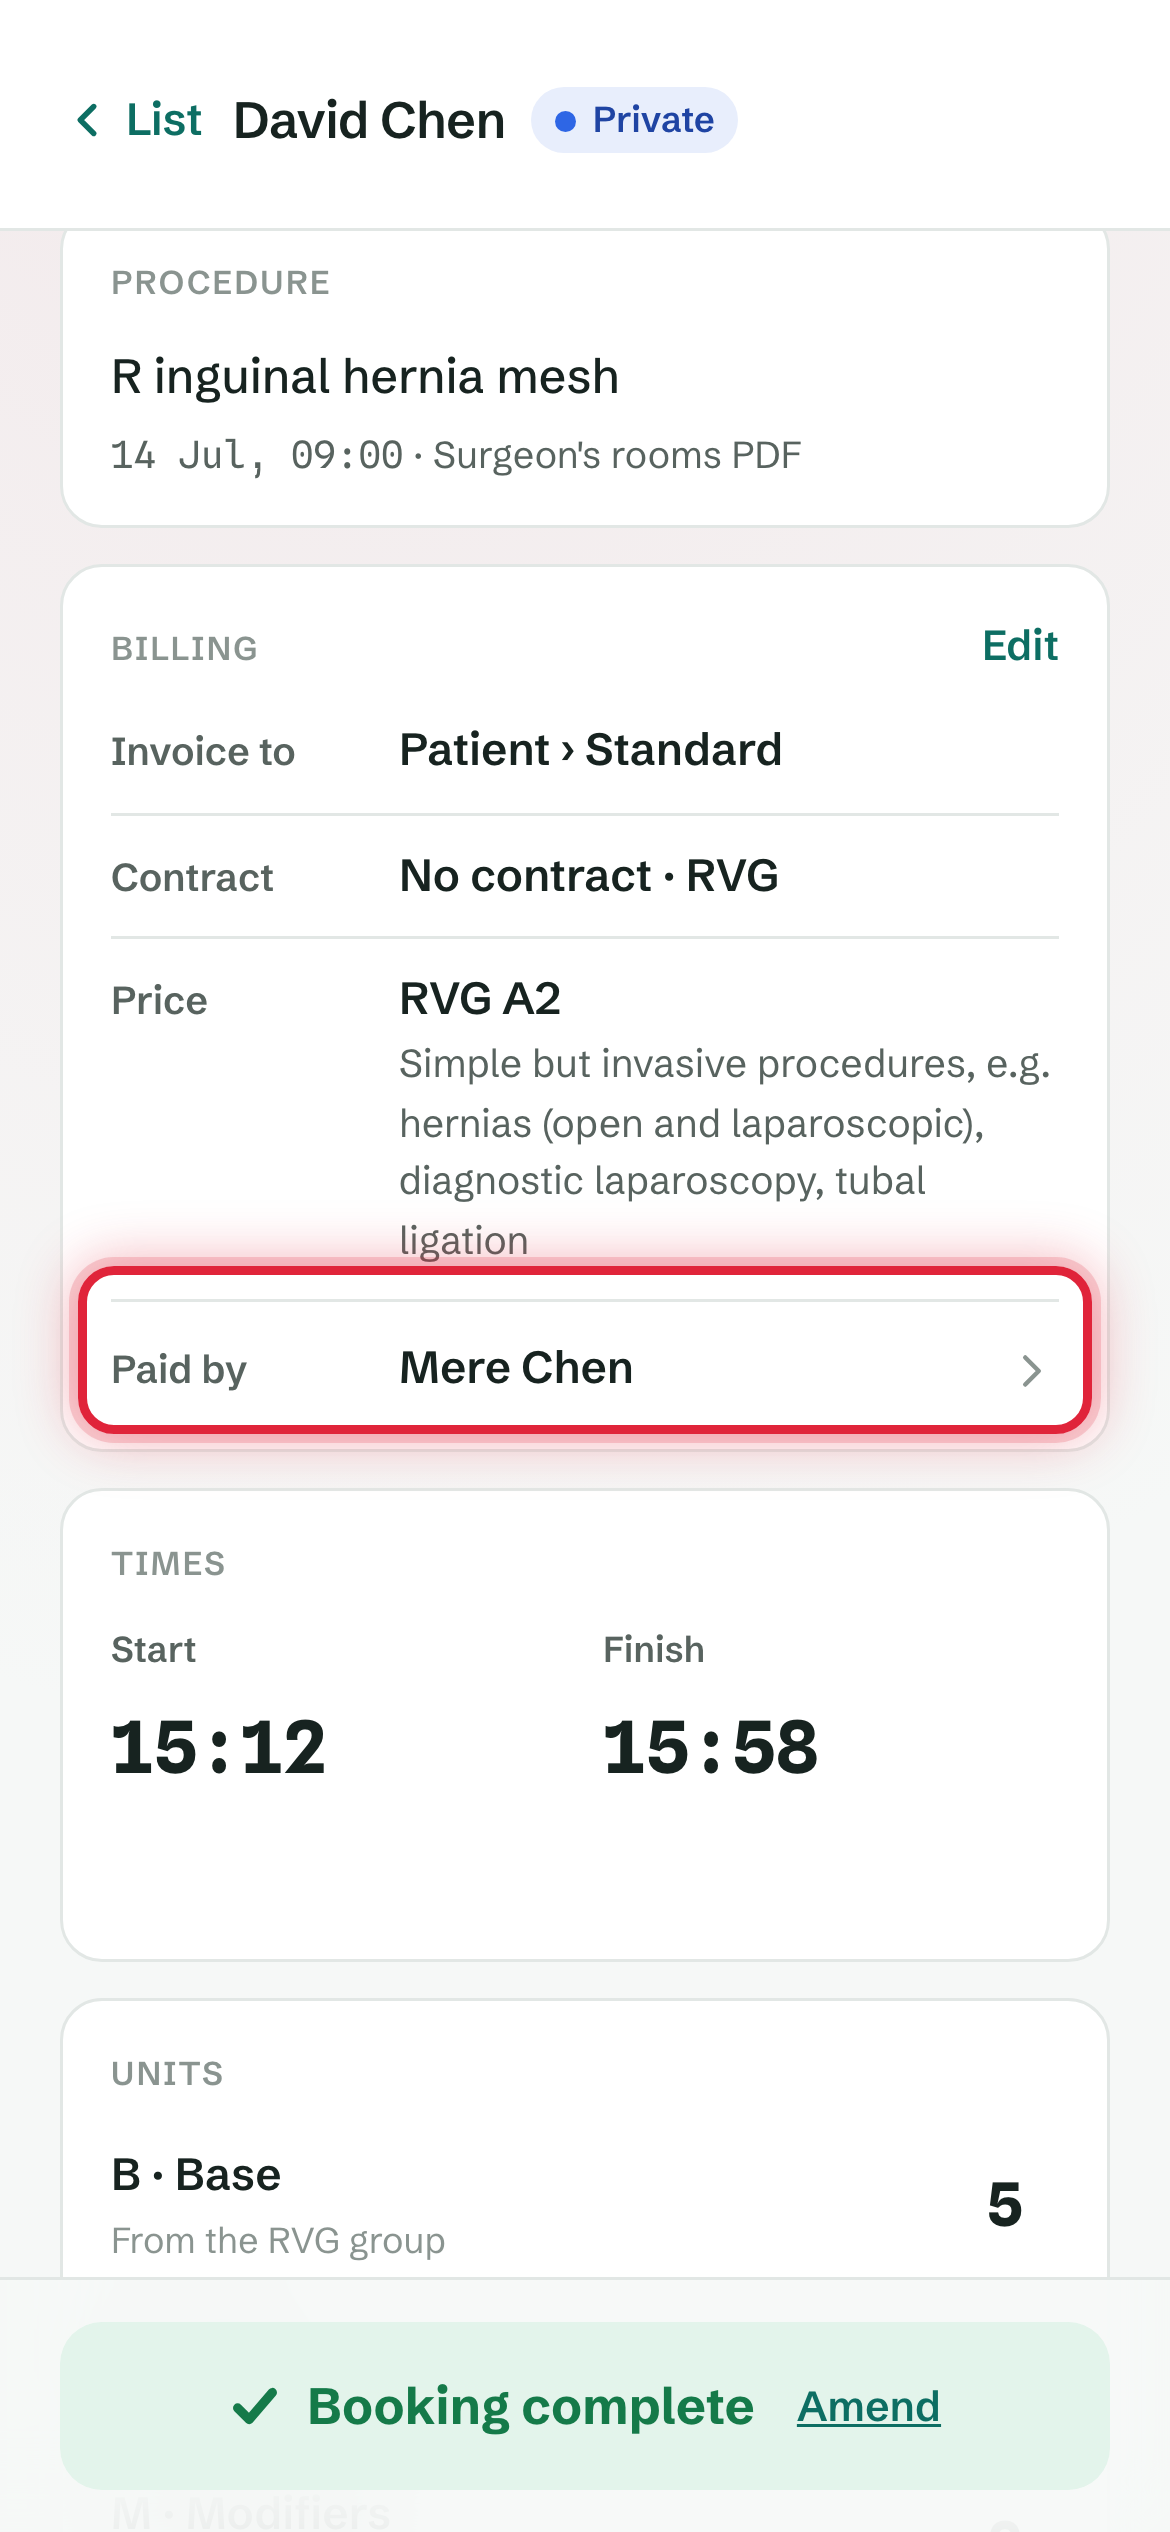 List David Chen Private
PROCEDURE
R inguinal hernia mesh
14 Jul, 09:00 · Surgeon's rooms PDF
BILLING Edit
Invoice to Patient › Standard
Contract No contract · RVG
Price RVG A2
Simple but invasive procedures, e.g.
hernias (open and laparoscopic),
diagnostic laparoscopy, tubal
ligation
Paid by Mere Chen
TIMES
Start Finish
15:12 15:58
UNITS
B · Base 5
From the RVG group
Booking complete Amend
M · Modifiers